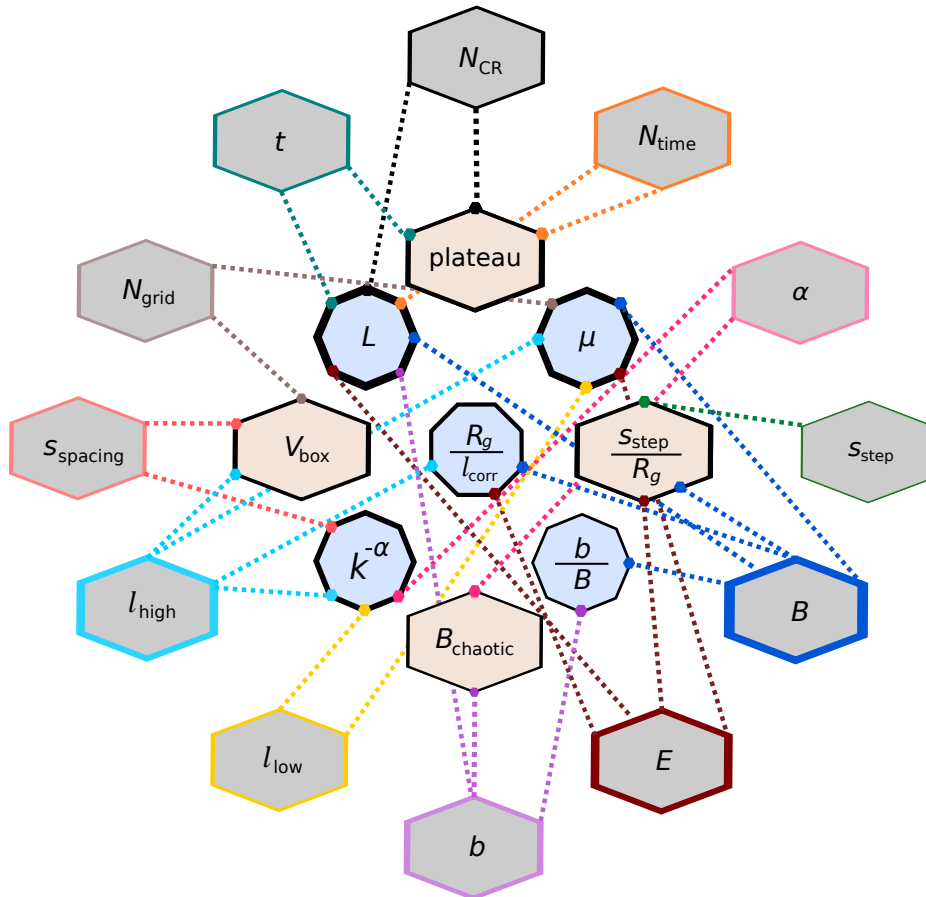 N_CR
t
N_time
plateau
N_grid
α
L
μ
s_spacing
V_box
R_g
l_corr
s_step
R_g
s_step
k^-α
b
B
l_high
B_chaotic
B
l_low
E
b